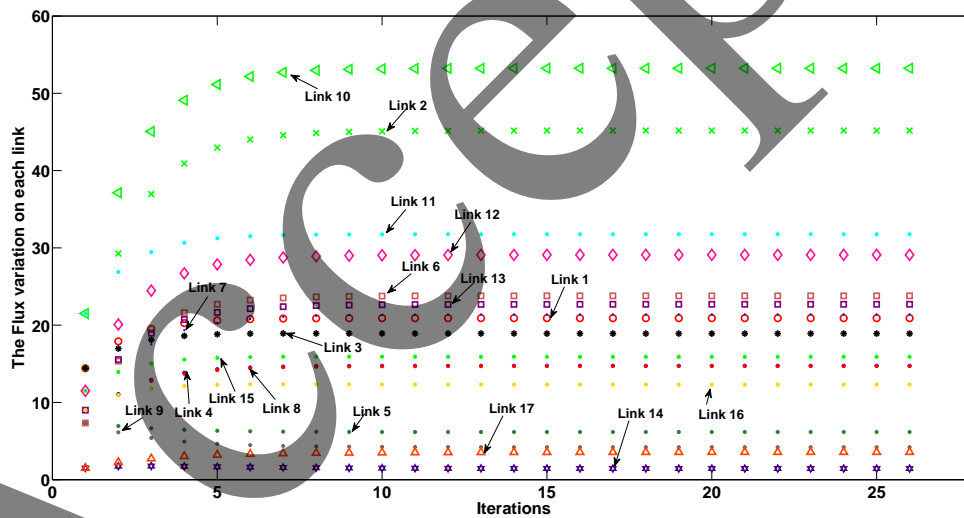 60
50
40
30
20
10
0
0
5
10
15
20
25
The Flux variation on each link
Iterations
Link 10
Link 2
Link 11
Link 12
Link 6
Link 13
Link 1
Link 7
Link 3
Link 9
Link 4
Link 15
Link 8
Link 5
Link 17
Link 14
Link 16
c
c
e
p